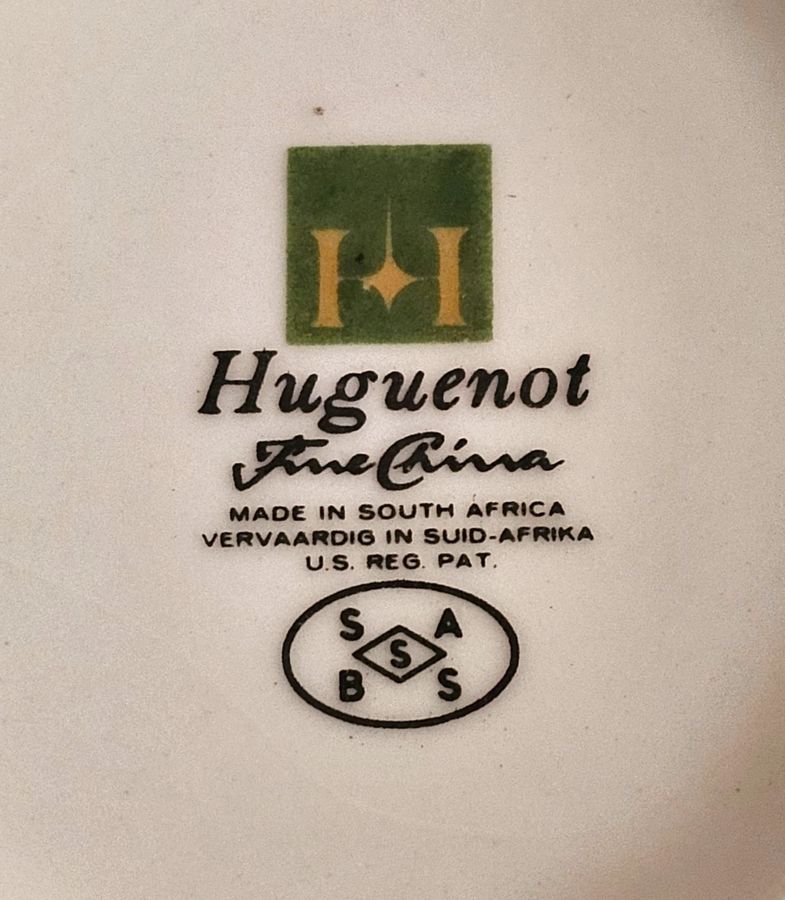 H
Huguenot
Fine China
MADE IN SOUTH AFRICA
VERVAARDIG IN SUID-AFRIKA
U.S. REG. PAT.
S A
S
B S